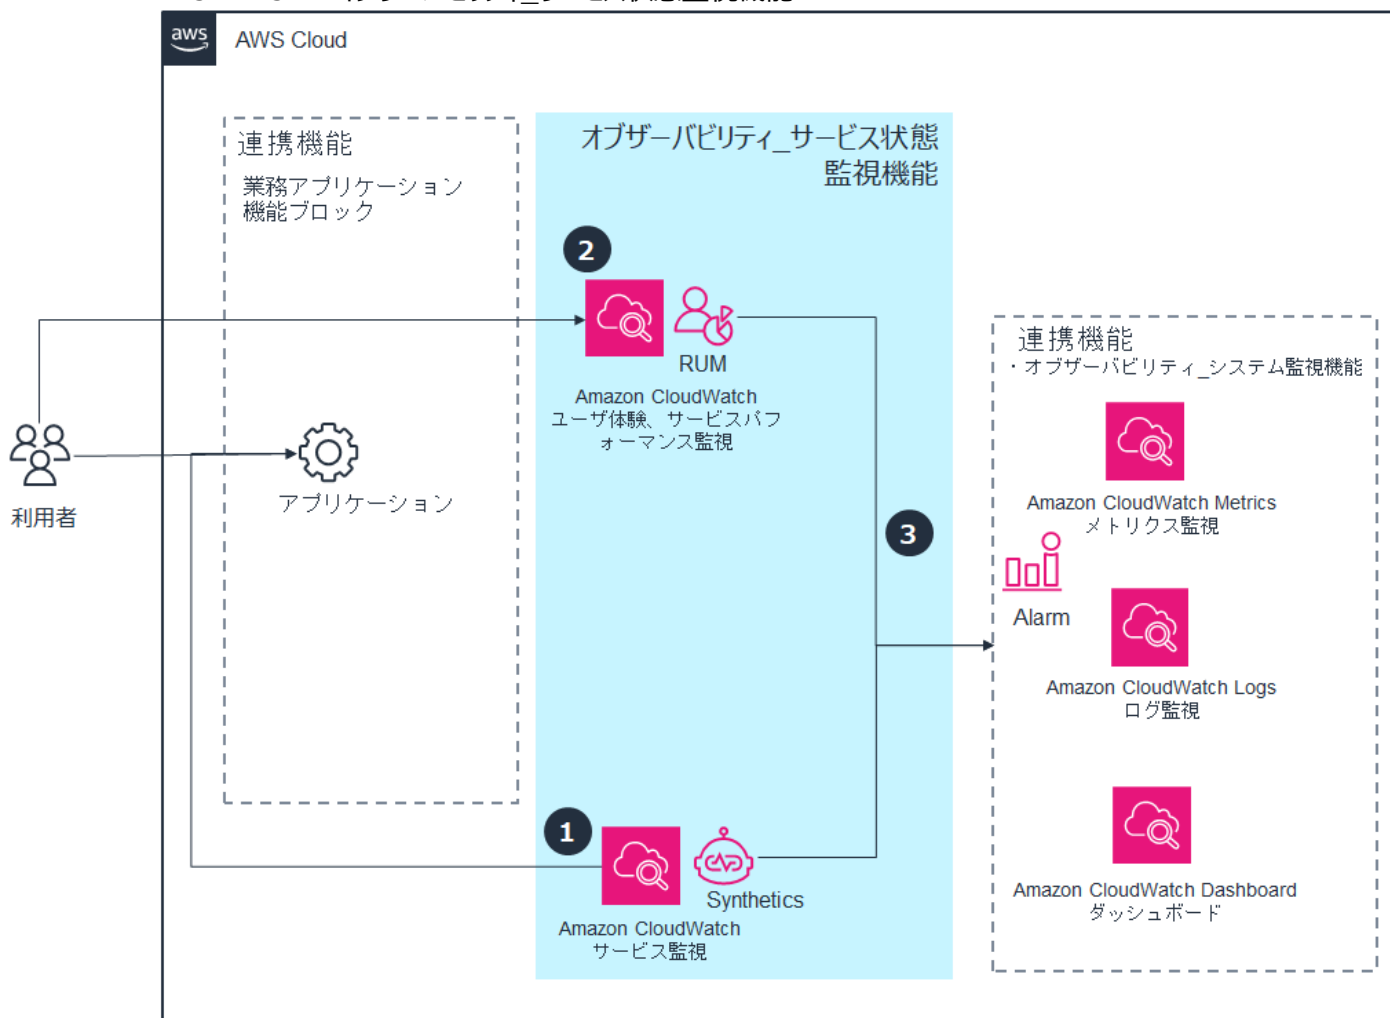 aws
AWS Cloud
連携機能
業務アプリケーション
機能ブロック
オブザーバビリティ_サービス状態
監視機能
2
RUM
Amazon CloudWatch
ユーザ体験、サービスパフ
ォーマンス監視
利用者
アプリケーション
3
1
Synthetics
Amazon CloudWatch
サービス監視
連携機能
・オブザーバビリティ_システム監視機能
Amazon CloudWatch Metrics
メトリクス監視
Alarm
Amazon CloudWatch Logs
ログ監視
Amazon CloudWatch Dashboard
ダッシュボード